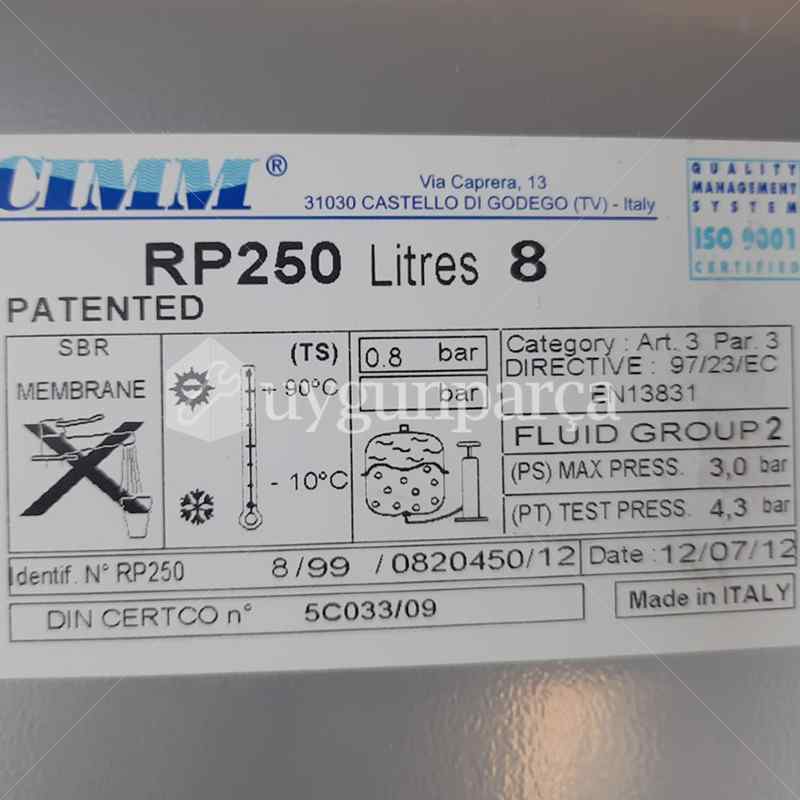 CIMM®
Via Caprera, 13
31030 CASTELLO DI GODEGO (TV) - Italy
QUALITY
MANAGEMENT
SYSTEM
ISO 9001
CERTIFIED
RP250 Litres 8
PATENTED
SBR
MEMBRANE
(TS)
+ 90°C
- 10°C
0.8 bar
bar
Category : Art. 3 Par. 3
DIRECTIVE : 97/23/EC
EN13831
FLUID GROUP 2
(PS) MAX PRESS. 3,0 bar
(PT) TEST PRESS. 4,3 bar
uygunparça
Identif. N° RP250 8/99 /0820450/12 Date : 12/07/12
DIN CERTCO n° 5C033/09
Made in ITALY